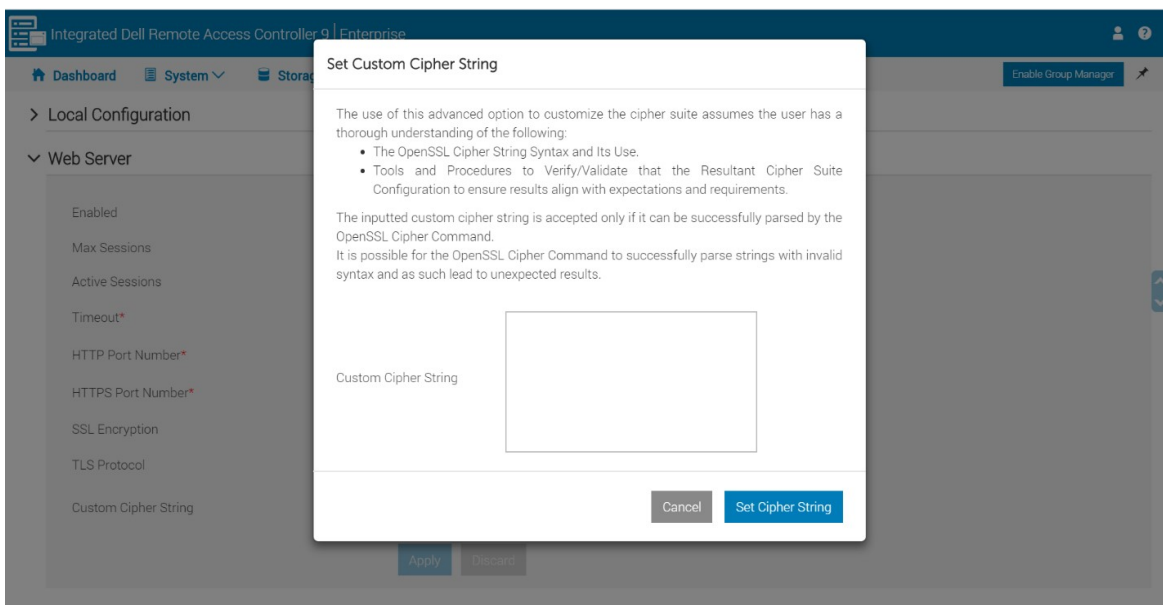 Integrated Dell Remote Access Controller 9 | Enterprise
Dashboard System Storag Enable Group Manager
Local Configuration
Web Server
Enabled
Max Sessions
Active Sessions
Timeout*
HTTP Port Number*
HTTPS Port Number*
SSL Encryption
TLS Protocol
Custom Cipher String
Apply Discard
Set Custom Cipher String
The use of this advanced option to customize the cipher suite assumes the user has a
thorough understanding of the following:
• The OpenSSL Cipher String Syntax and Its Use.
• Tools and Procedures to Verify/Validate that the Resultant Cipher Suite
Configuration to ensure results align with expectations and requirements.
The inputted custom cipher string is accepted only if it can be successfully parsed by the
OpenSSL Cipher Command.
It is possible for the OpenSSL Cipher Command to successfully parse strings with invalid
syntax and as such lead to unexpected results.
Custom Cipher String
Cancel Set Cipher String